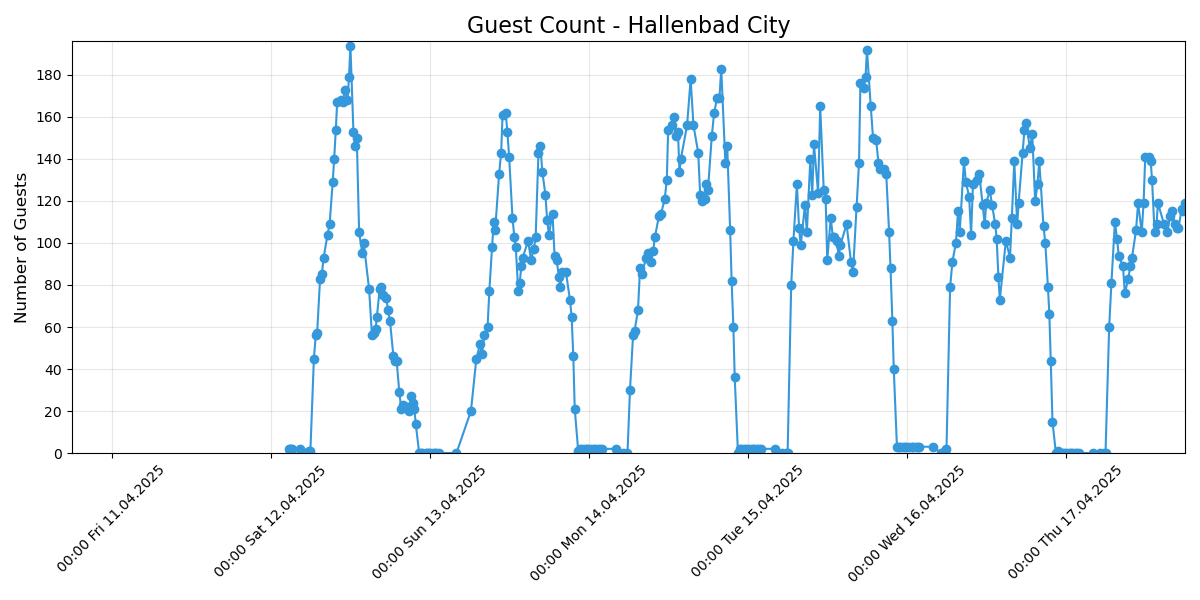 Guest Count - Hallenbad City
Number of Guests
180
160
140
120
100
80
60
40
20
0
00:00 Fri 11.04.2025
00:00 Sat 12.04.2025
00:00 Sun 13.04.2025
00:00 Mon 14.04.2025
00:00 Tue 15.04.2025
00:00 Wed 16.04.2025
00:00 Thu 17.04.2025